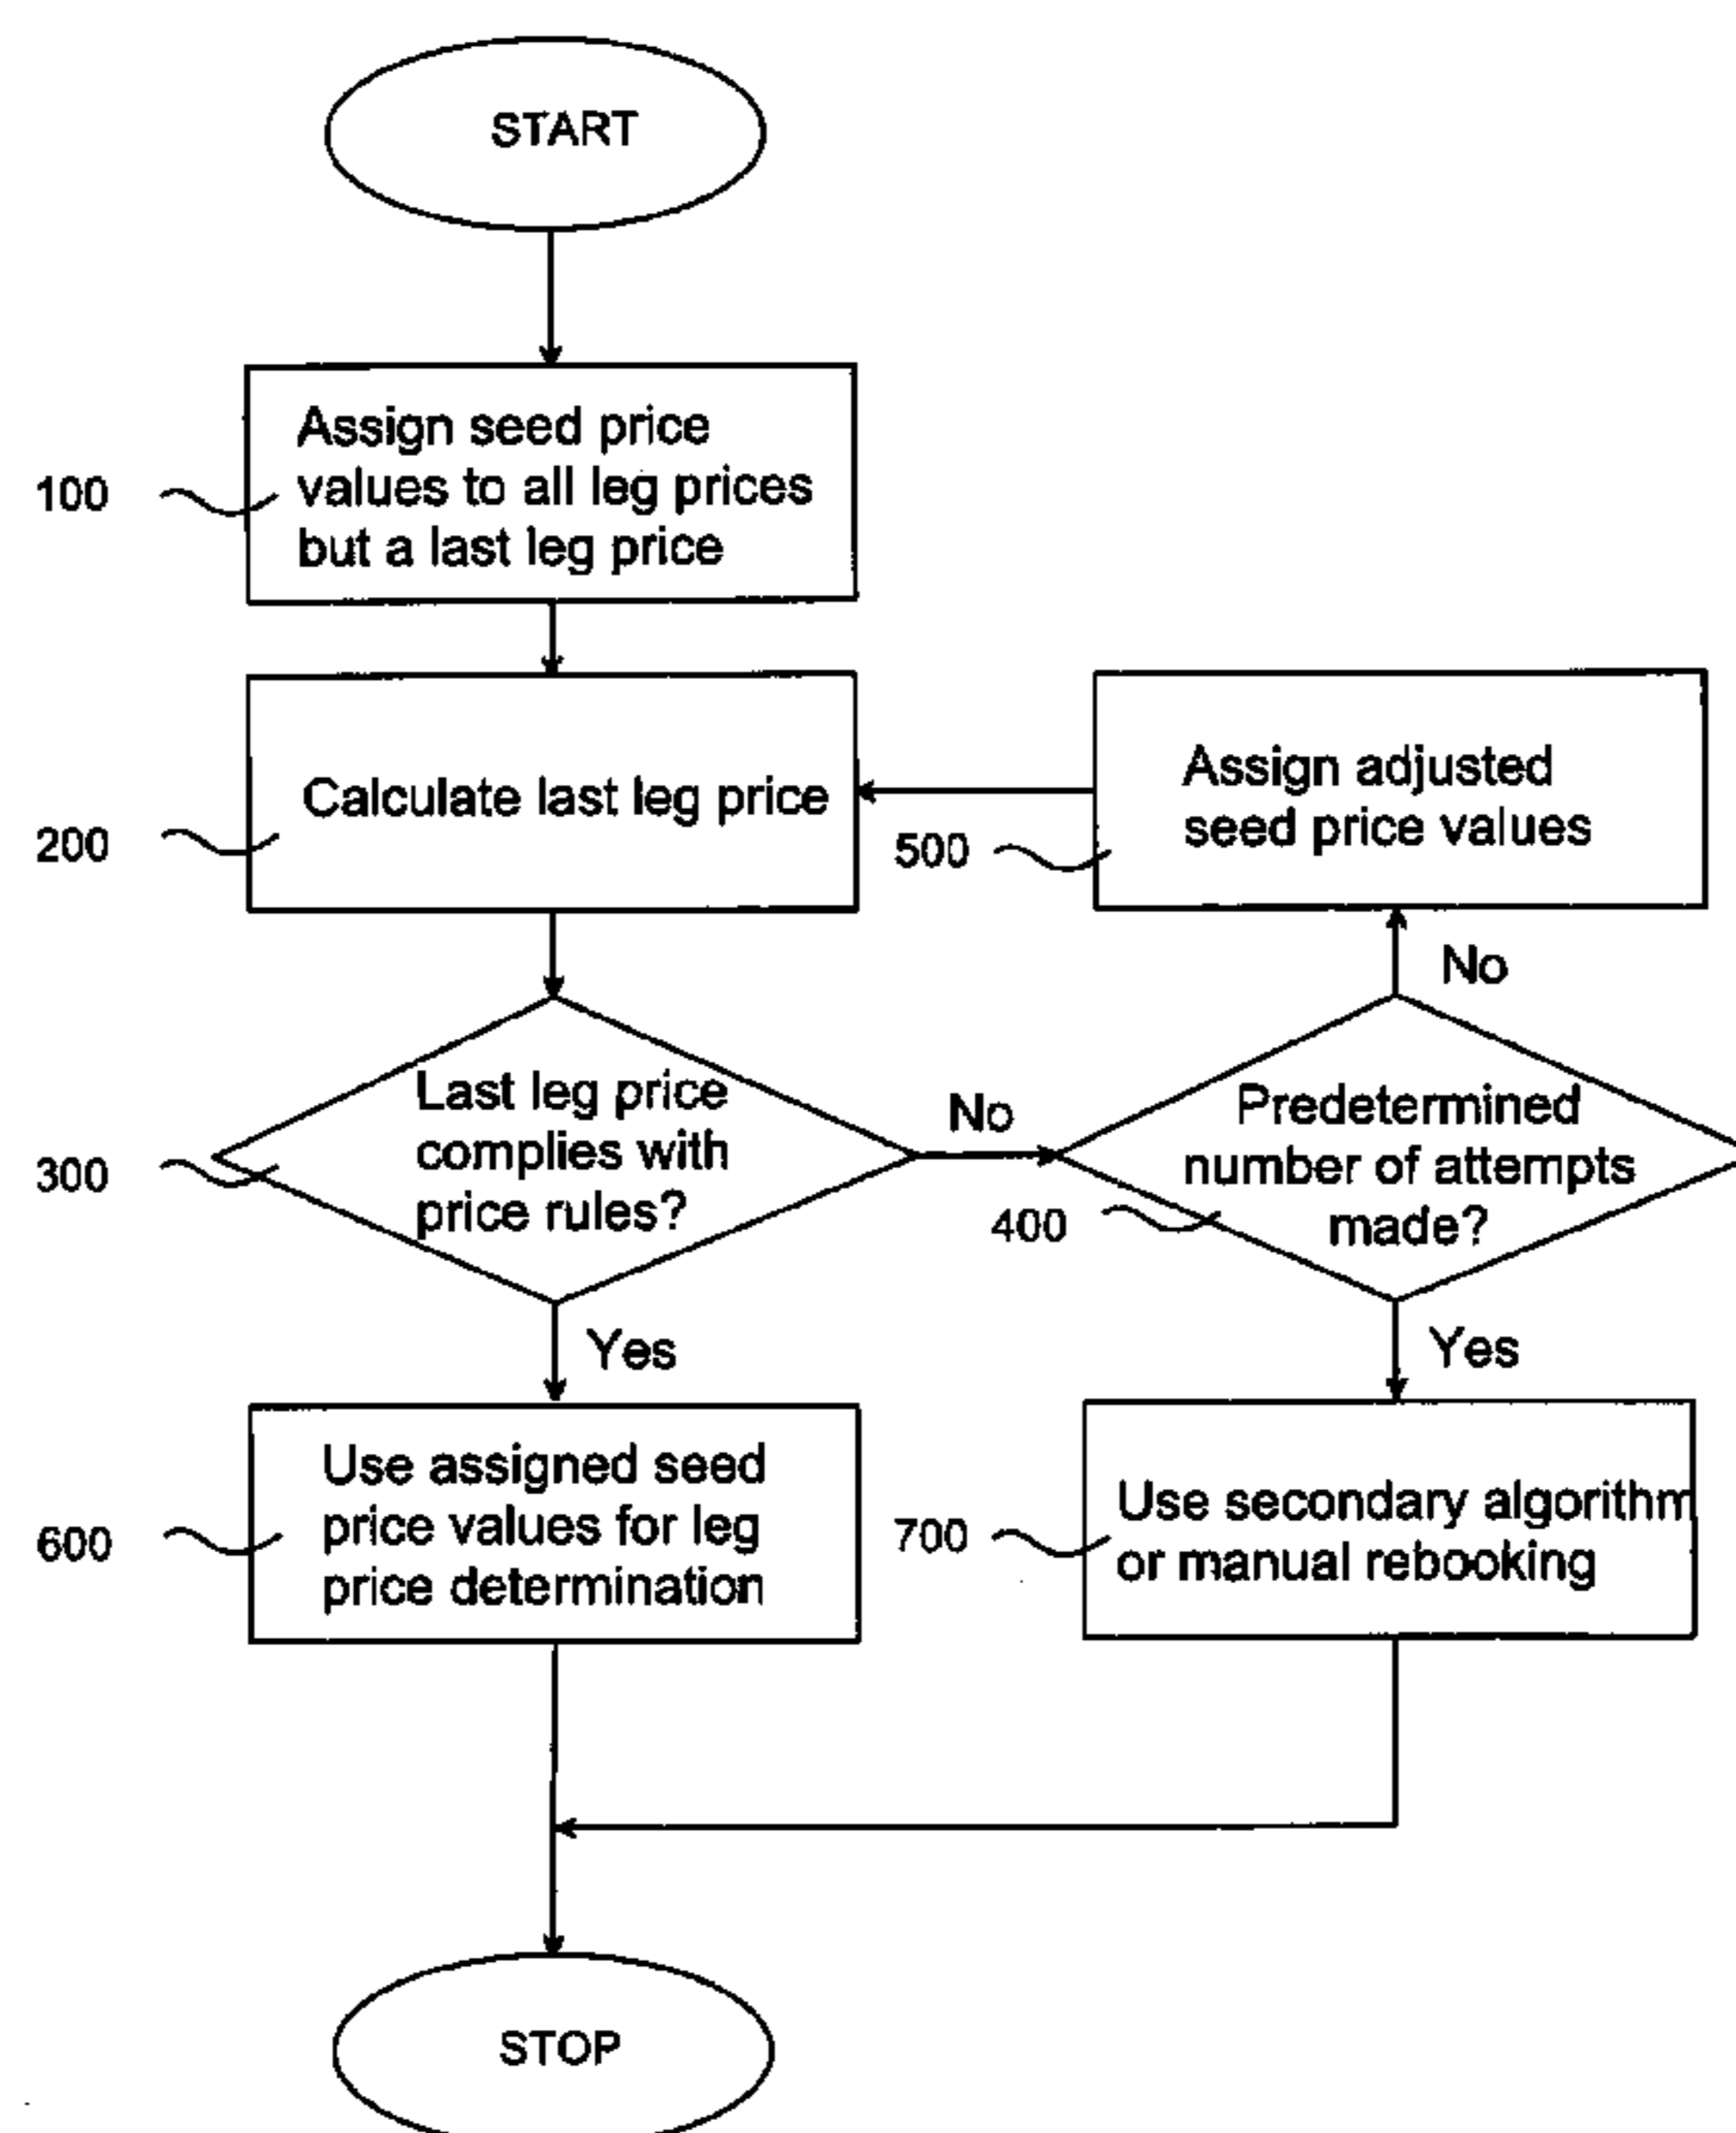 START
100
Assign seed price
values to all leg prices
but a last leg price
200
Calculate last leg price
500
Assign adjusted
seed price values
No
300
Last leg price
complies with
price rules?
No
400
Predetermined
number of attempts
made?
Yes
Yes
600
Use assigned seed
price values for leg
price determination
700
Use secondary algorithm
or manual rebooking
STOP